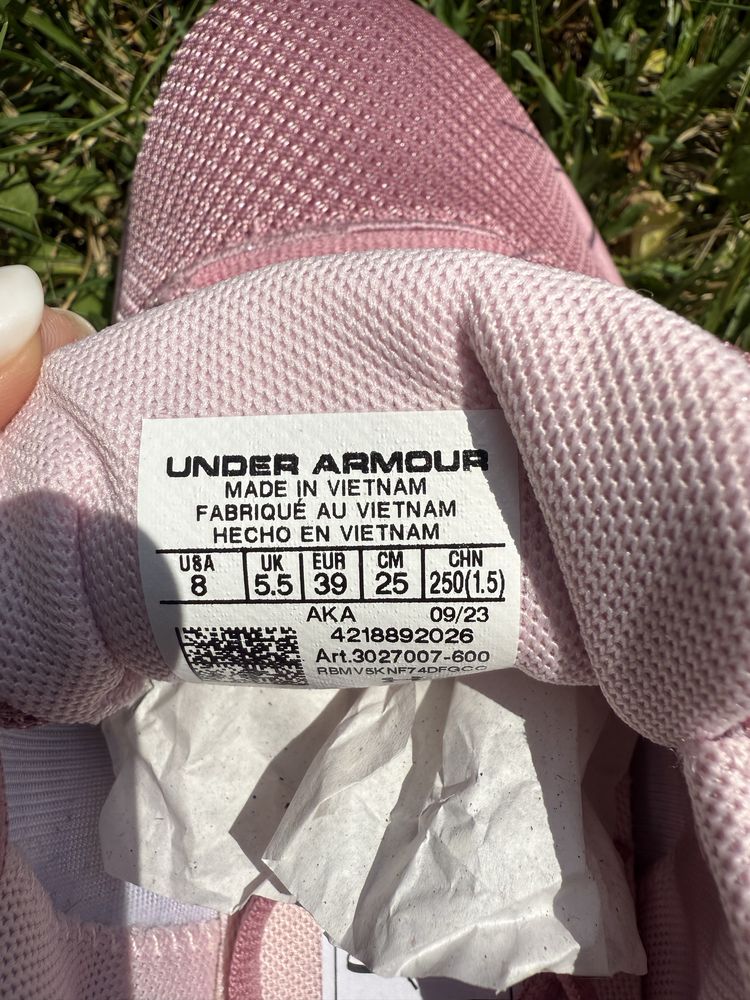 UNDER ARMOUR
MADE IN VIETNAM
FABRIQUÉ AU VIETNAM
HECHO EN VIETNAM
USA UK EUR CM CHN
8 5.5 39 25 250(1.5)
AKA 09/23
4218892026
Art.3027007-600
RBMV5KNF74DFGCC